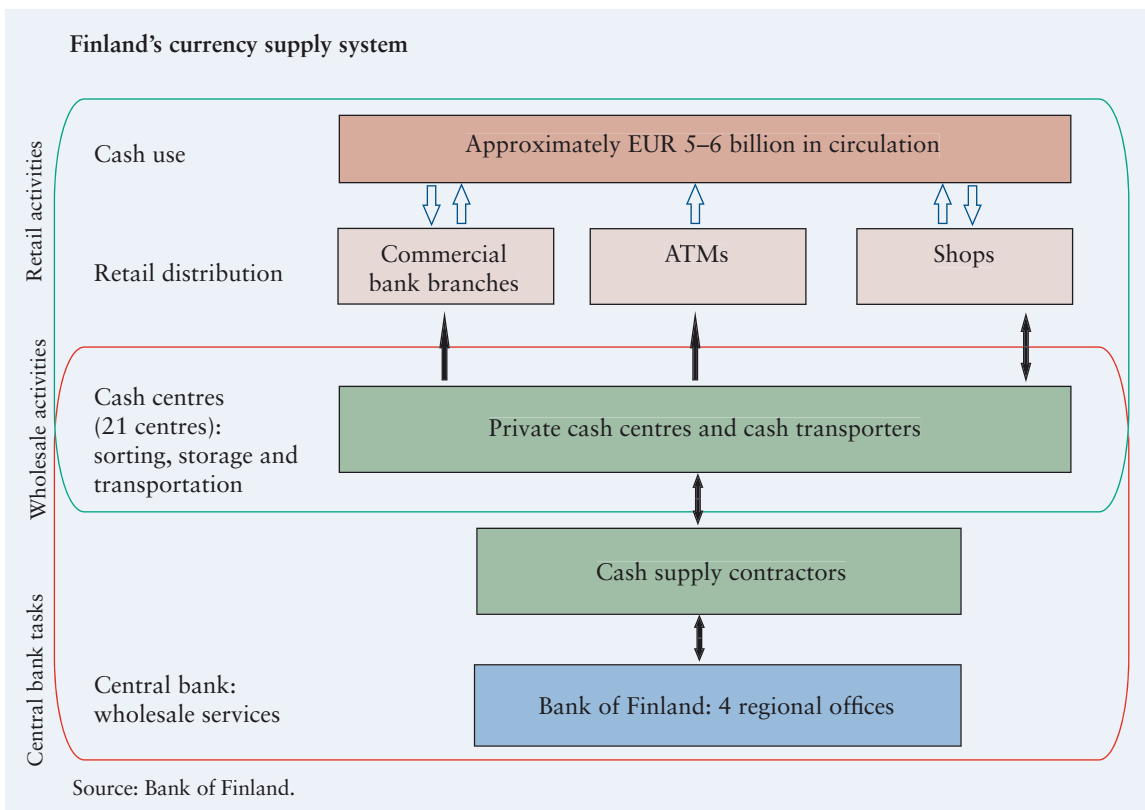 Finland's currency supply system
Retail activities
Cash use
Approximately EUR 5–6 billion in circulation
Retail distribution
Commercial
bank branches
ATMs
Shops
Wholesale activities
Cash centres
(21 centres):
sorting, storage and
transportation
Private cash centres and cash transporters
Cash supply contractors
Central bank tasks
Central bank:
wholesale services
Bank of Finland: 4 regional offices
Source: Bank of Finland.